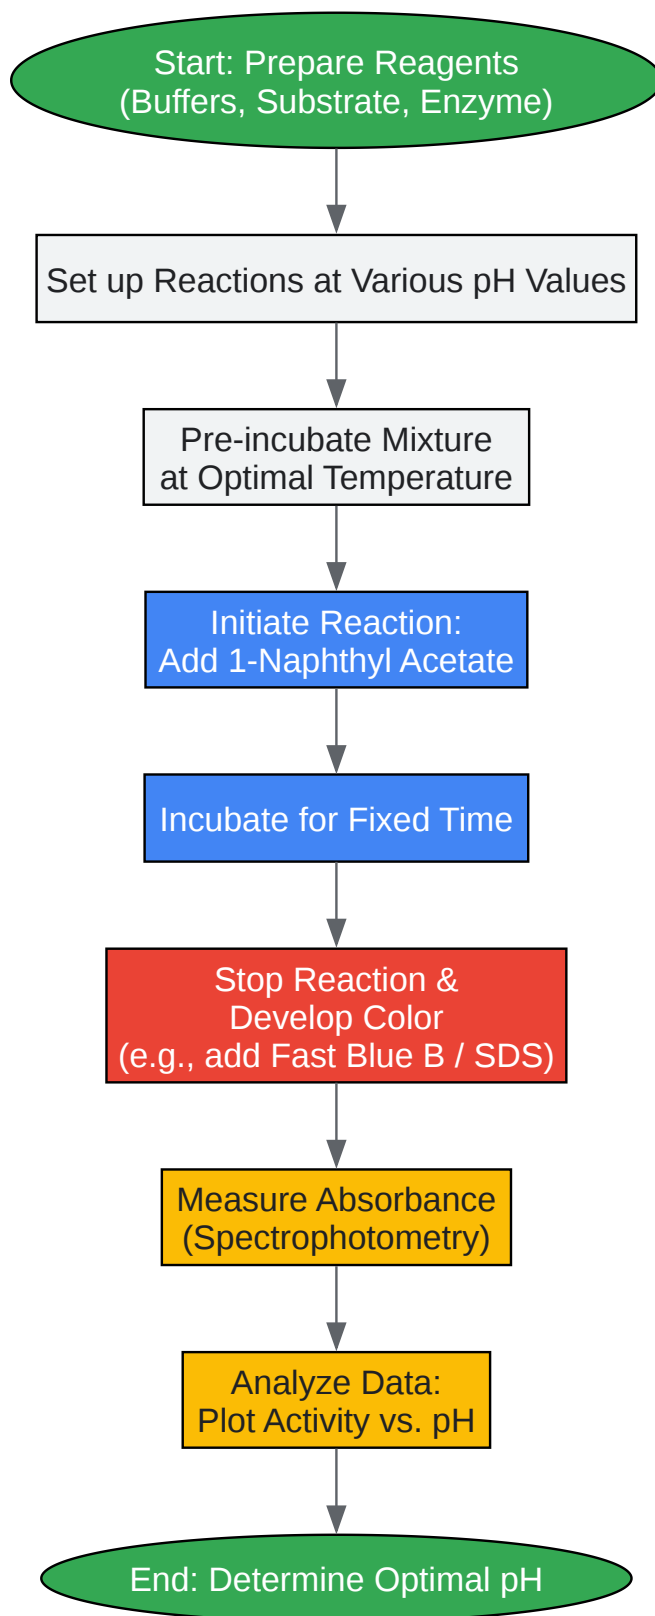 Start: Prepare Reagents
(Buffers, Substrate, Enzyme)
Set up Reactions at Various pH Values
Pre-incubate Mixture
at Optimal Temperature
Initiate Reaction:
Add 1-Naphthyl Acetate
Incubate for Fixed Time
Stop Reaction &
Develop Color
(e.g., add Fast Blue B / SDS)
Measure Absorbance
(Spectrophotometry)
Analyze Data:
Plot Activity vs. pH
End: Determine Optimal pH